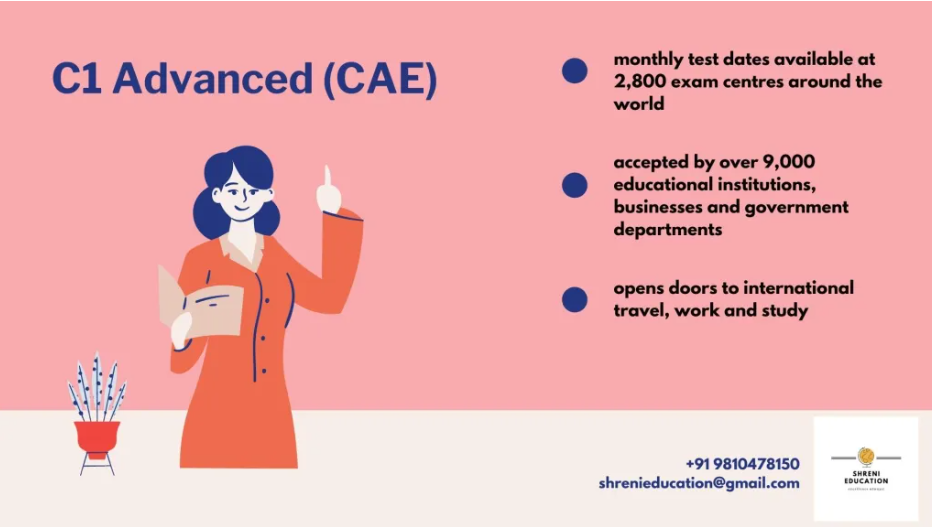 C1 Advanced (CAE)
monthly test dates available at
2,800 exam centres around the
world
accepted by over 9,000
educational institutions,
businesses and government
departments
opens doors to international
travel, work and study
+91 9810478150
shrenieducation@gmail.com
SHRENI
EDUCATION